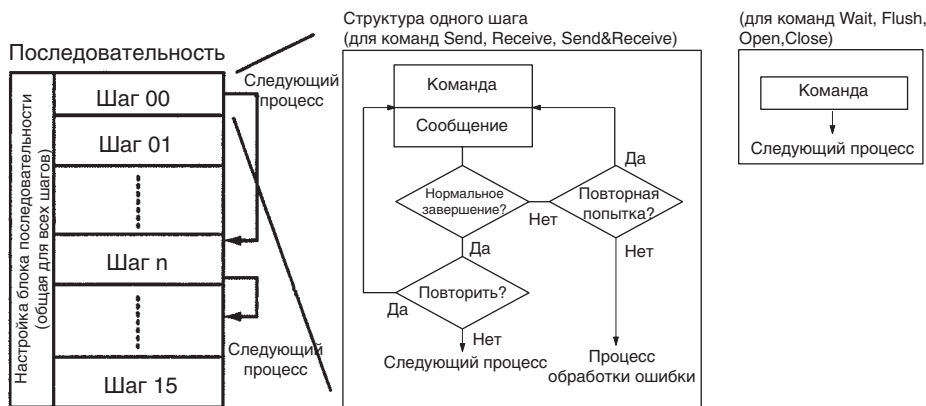 Последовательность
Настройка блока последовательности
(общая для всех шагов)
Шаг 00
Шаг 01
Шаг n
Шаг 15
Следующий
процесс
Следующий
процесс
Структура одного шага
(для команд Send, Receive, Send&Receive)
Команда
Сообщение
Нормальное
завершение?
Нет
Повторная
попытка?
Да
Нет
Да
Повторить?
Да
Нет
Следующий процесс
Процесс
обработки ошибки
(для команд Wait, Flush,
Open,Close)
Команда
Следующий процесс